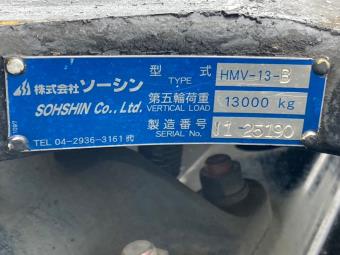 株式会社 ソーシン
SOHSHIN Co., Ltd.
TEL 04-2936-3161 ㈹
型 式 HMV-13-B
TYPE
第五輪荷重 13000 kg
VERTICAL LOAD
製造番号 J1-25190
SERIAL No.